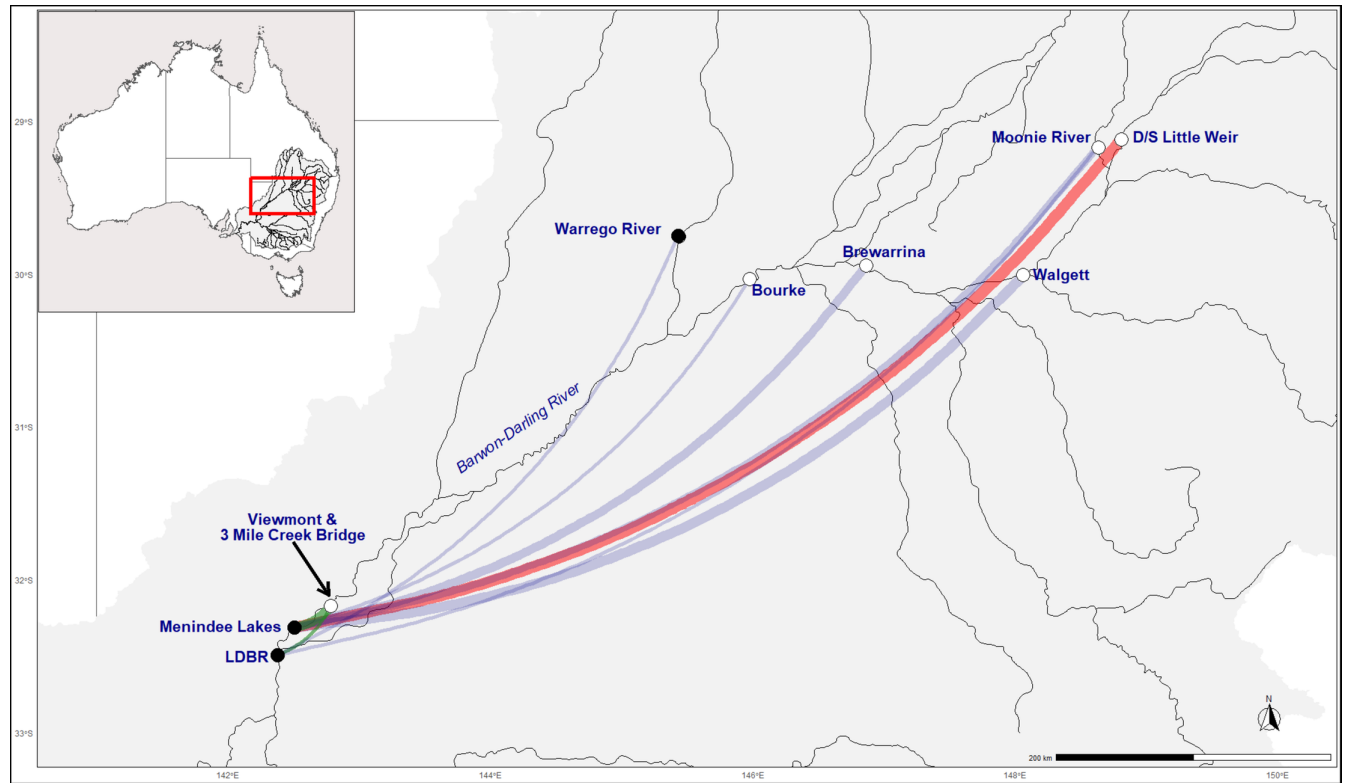 29°S
Moonie River
D/S Little Weir
Warrego River
30°S
Brewarrina
Walgett
Bourke
31°S
Barwon-Darling River
Viewmont &
3 Mile Creek Bridge
32°S
Menindee Lakes
LDBR
N
33°S
200 km
142°E
144°E
146°E
148°E
150°E